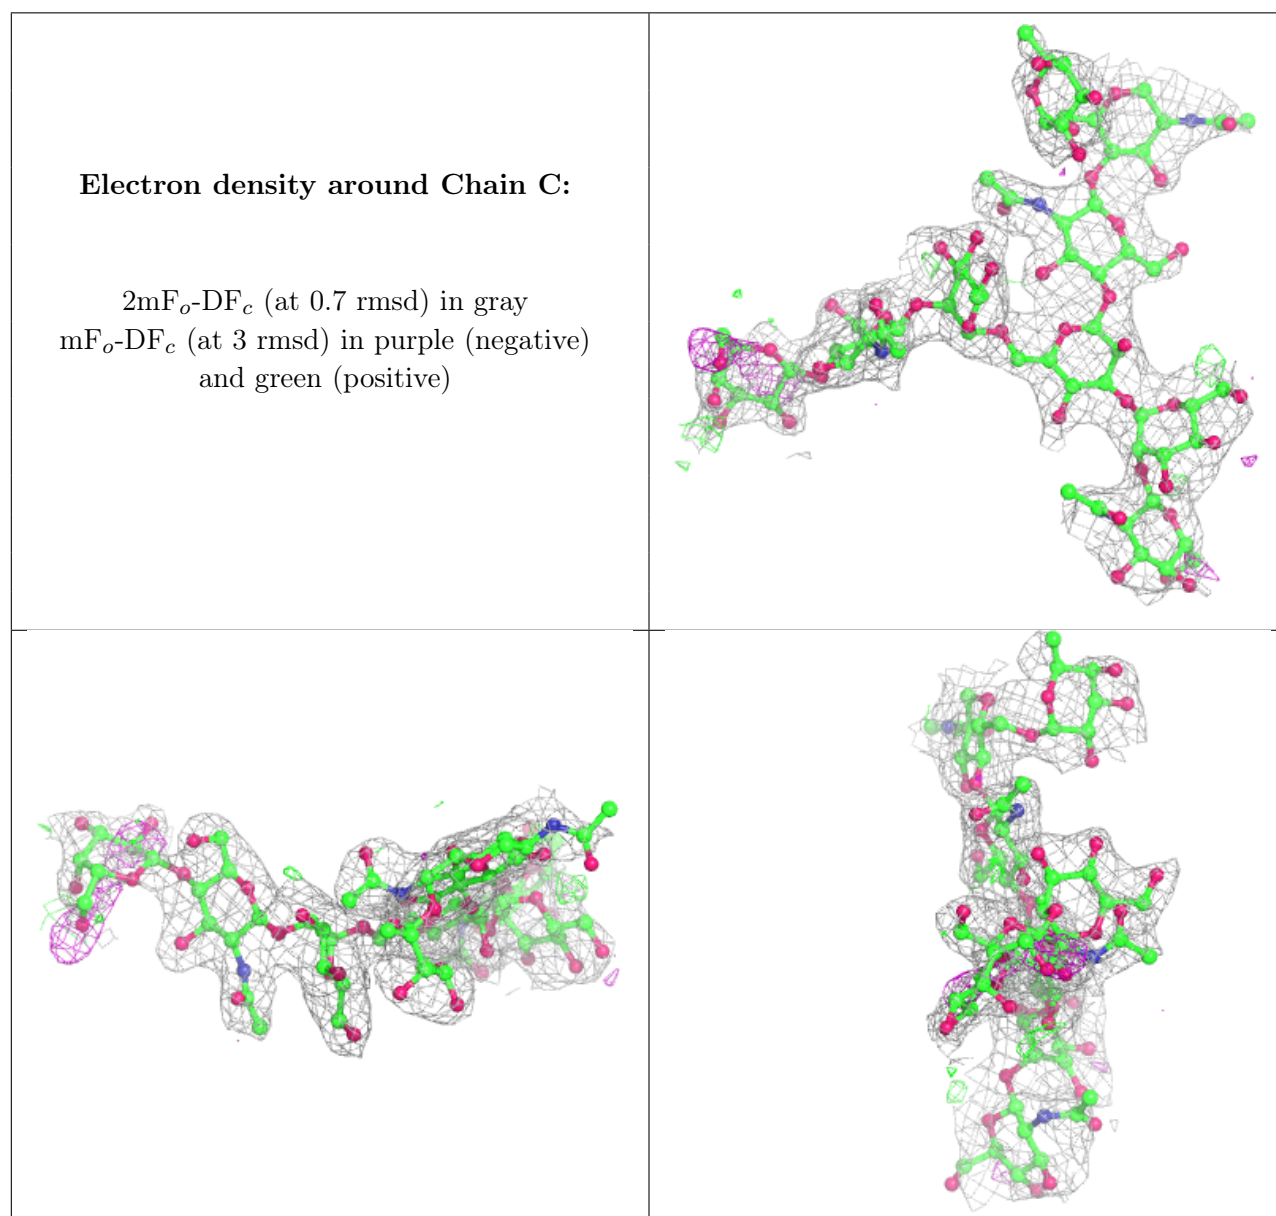 Electron density around Chain C:
2mFo-DFc (at 0.7 rmsd) in gray
mFo-DFc (at 3 rmsd) in purple (negative)
and green (positive)